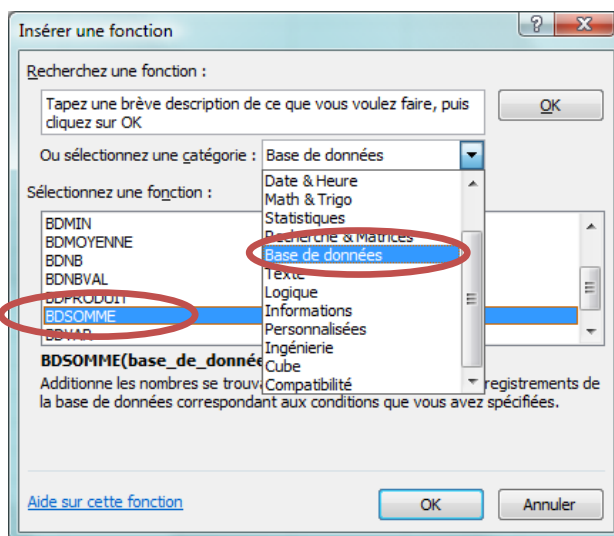 Insérer une fonction
Recherchez une fonction :
Tapez une brève description de ce que vous voulez faire, puis
cliquez sur OK
OK
Ou sélectionnez une catégorie : Base de données
Sélectionnez une fonction :
BDMIN
BDMOYENNE
BDNB
BDNBVAL
BDPRODUIT
BDSOMME
BDVAR
Date & Heure
Math & Trigo
Statistiques
Recherche & Matrices
Base de données
Texte
Logique
Informations
Personnalisées
Ingénierie
Cube
Compatibilité
BDSOMME(base_de_donnée
Additionne les nombres se trouva registrements de
la base de données correspondant aux conditions que vous avez spécifiées.
Aide sur cette fonction
OK
Annuler